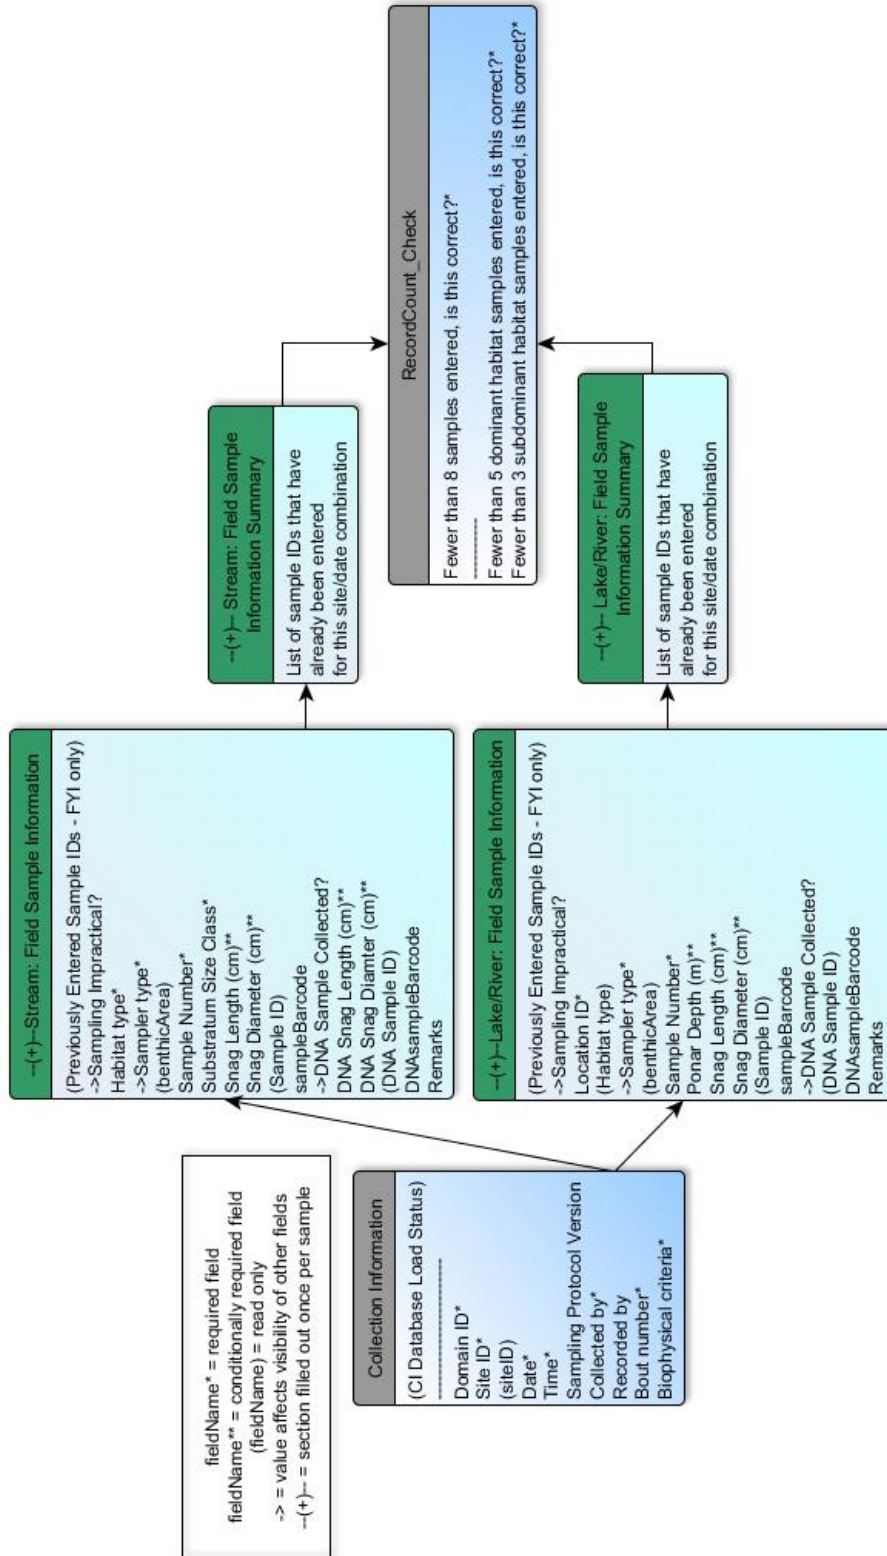 fieldName* = required field
fieldName** = conditionally required field
(fieldName) = read only
-> = value affects visibility of other fields
--(+)-- = section filled out once per sample
Collection Information
(CI Database Load Status)
--------------------
Domain ID*
Site ID*
(siteID)
Date*
Time*
Sampling Protocol Version
Collected by*
Recorded by
Bout number*
Biophysical criteria*
--(+)--Stream: Field Sample Information
(Previously Entered Sample IDs - FYI only)
->Sampling Impractical?
Habitat type*
->Sampler type*
(benthicArea)
Sample Number*
Substratum Size Class*
Snag Length (cm)**
Snag Diameter (cm)**
(Sample ID)
sampleBarcode
->DNA Sample Collected?
DNA Snag Length (cm)**
DNA Snag Diamter (cm)**
(DNA Sample ID)
DNAsampleBarcode
Remarks
--(+)--Lake/River: Field Sample Information
(Previously Entered Sample IDs - FYI only)
->Sampling Impractical?
Location ID*
(Habitat type)
->Sampler type*
(benthicArea)
Sample Number*
Ponar Depth (m)**
Snag Length (cm)**
Snag Diameter (cm)**
(Sample ID)
sampleBarcode
->DNA Sample Collected?
(DNA Sample ID)
DNAsampleBarcode
Remarks
--(+)-- Stream: Field Sample
Information Summary
List of sample IDs that have
already been entered
for this site/date combination
--(+)-- Lake/River: Field Sample
Information Summary
List of sample IDs that have
already been entered
for this site/date combination
RecordCount_Check
Fewer than 8 samples entered, is this correct?*
------------
Fewer than 5 dominant habitat samples entered, is this correct?*
Fewer than 3 subdominant habitat samples entered, is this correct?*